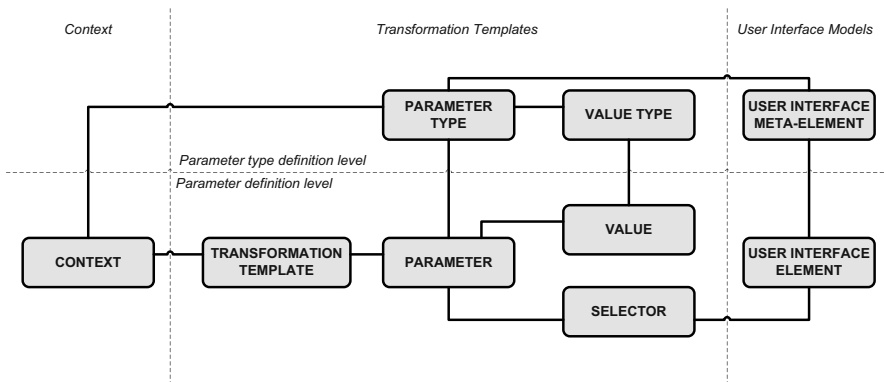 Context
Transformation Templates
User Interface Models
PARAMETER
TYPE
VALUE TYPE
USER INTERFACE
META-ELEMENT
Parameter type definition level
Parameter definition level
CONTEXT
TRANSFORMATION
TEMPLATE
PARAMETER
VALUE
USER INTERFACE
ELEMENT
SELECTOR